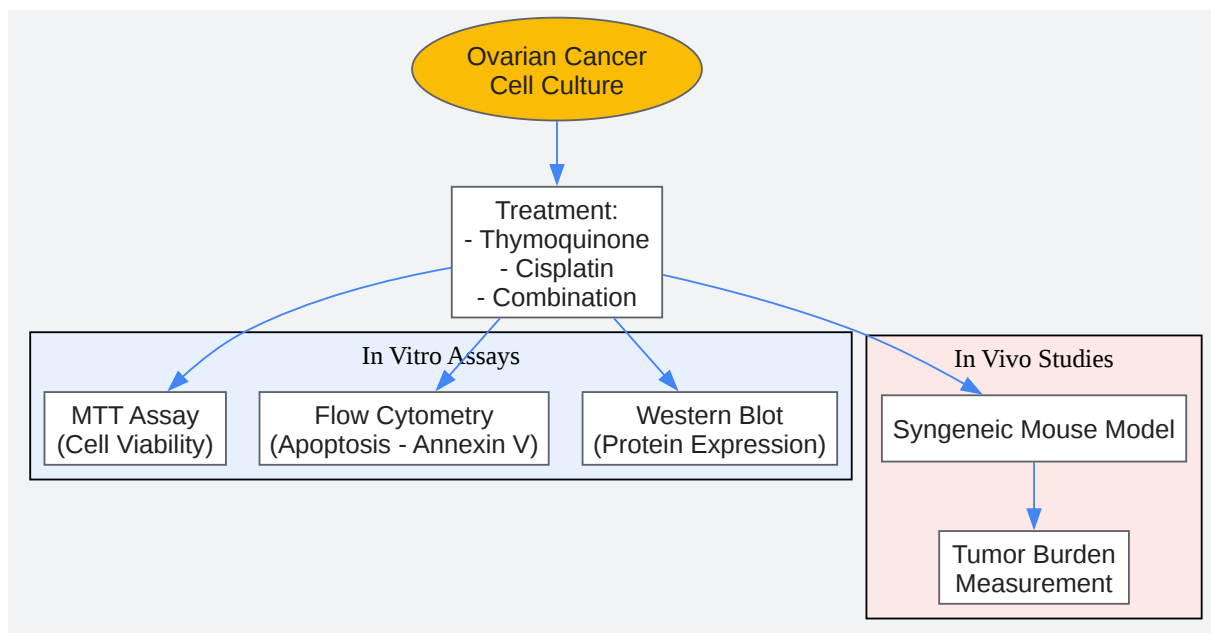 Ovarian Cancer
Cell Culture
Treatment:
- Thymoquinone
- Cisplatin
- Combination
In Vitro Assays
MTT Assay
(Cell Viability)
Flow Cytometry
(Apoptosis - Annexin V)
Western Blot
(Protein Expression)
In Vivo Studies
Syngeneic Mouse Model
Tumor Burden
Measurement